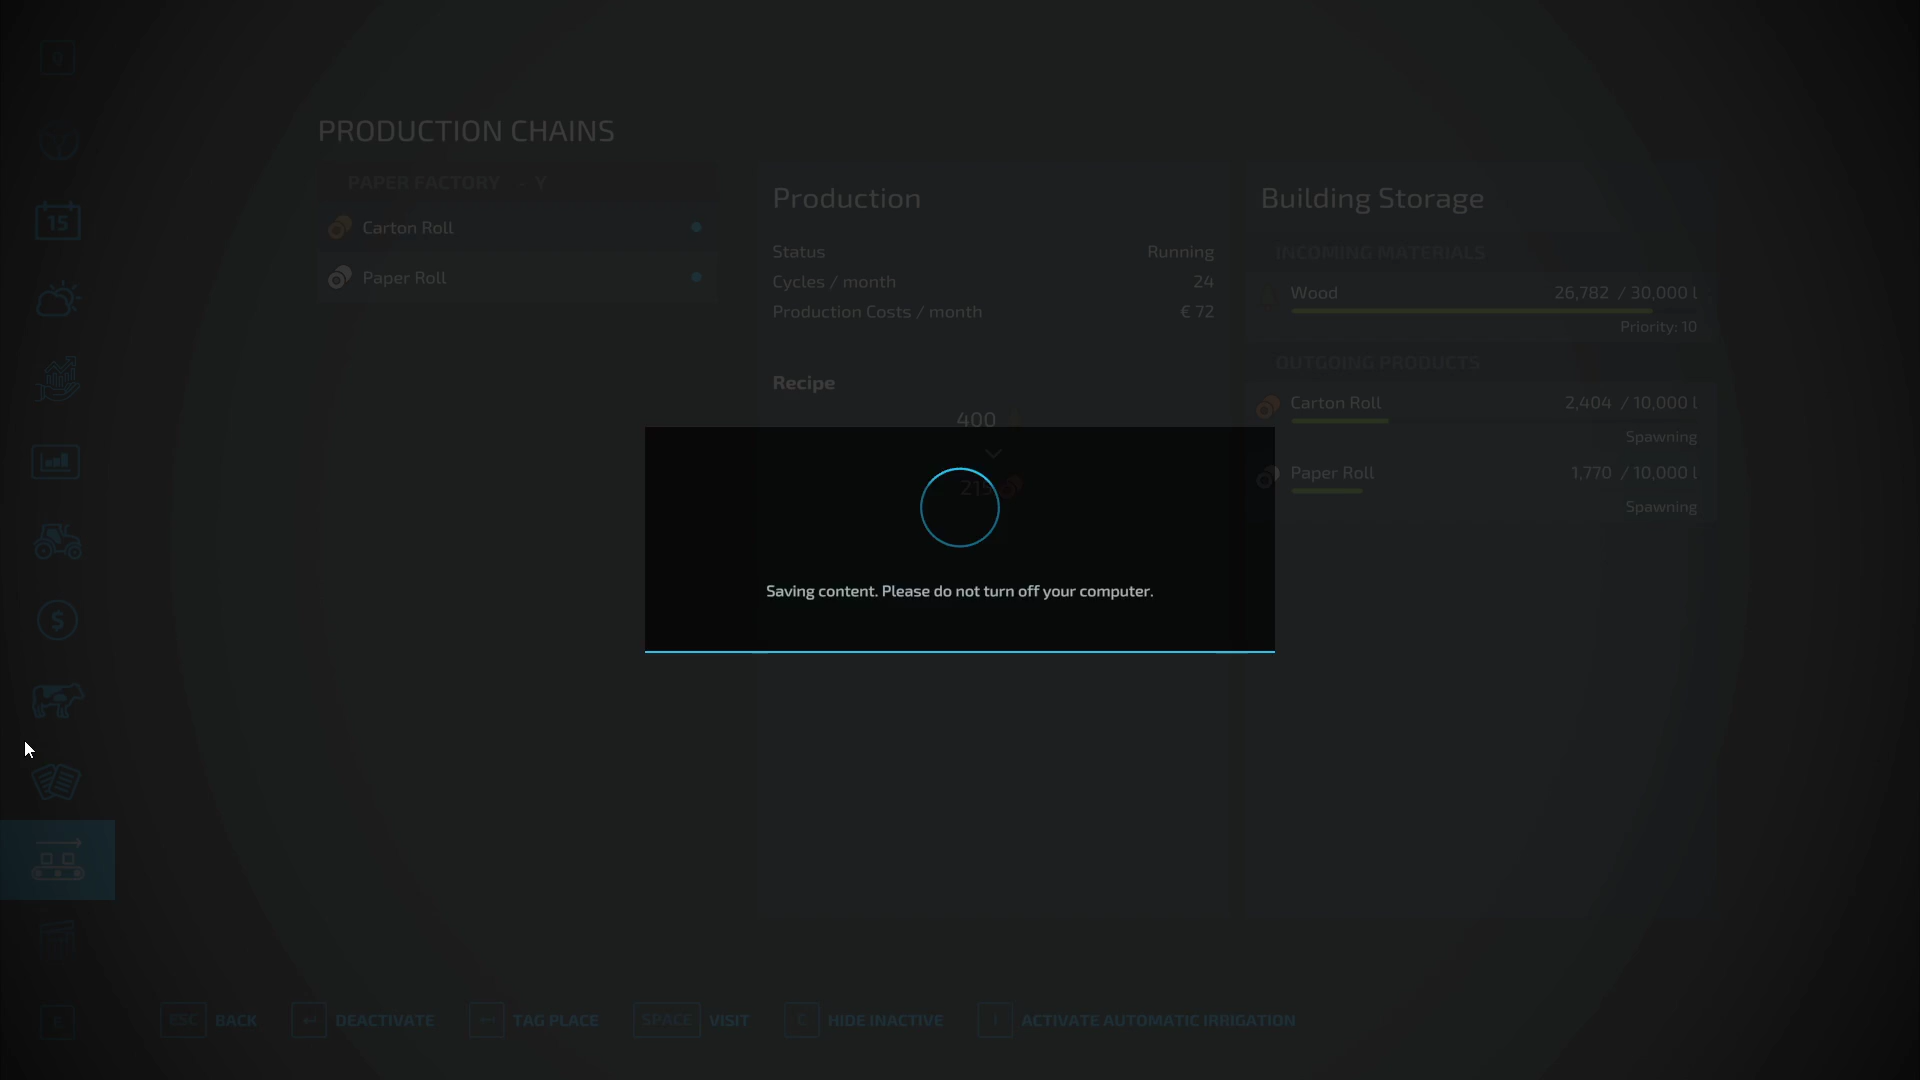 Q
PRODUCTION CHAINS
PAPER FACTORY - Y
Carton Roll
Paper Roll
15
Production
Status Running
Cycles / month 24
Production Costs / month € 72
Recipe
400
215
Building Storage
INCOMING MATERIALS
Wood 26,782 / 30,000 l
Priority: 10
OUTGOING PRODUCTS
Carton Roll 2,404 / 10,000 l
Spawning
Paper Roll 1,770 / 10,000 l
Spawning
Saving content. Please do not turn off your computer.
$
E
ESC BACK DEACTIVATE TAG PLACE SPACE VISIT C HIDE INACTIVE I ACTIVATE AUTOMATIC IRRIGATION